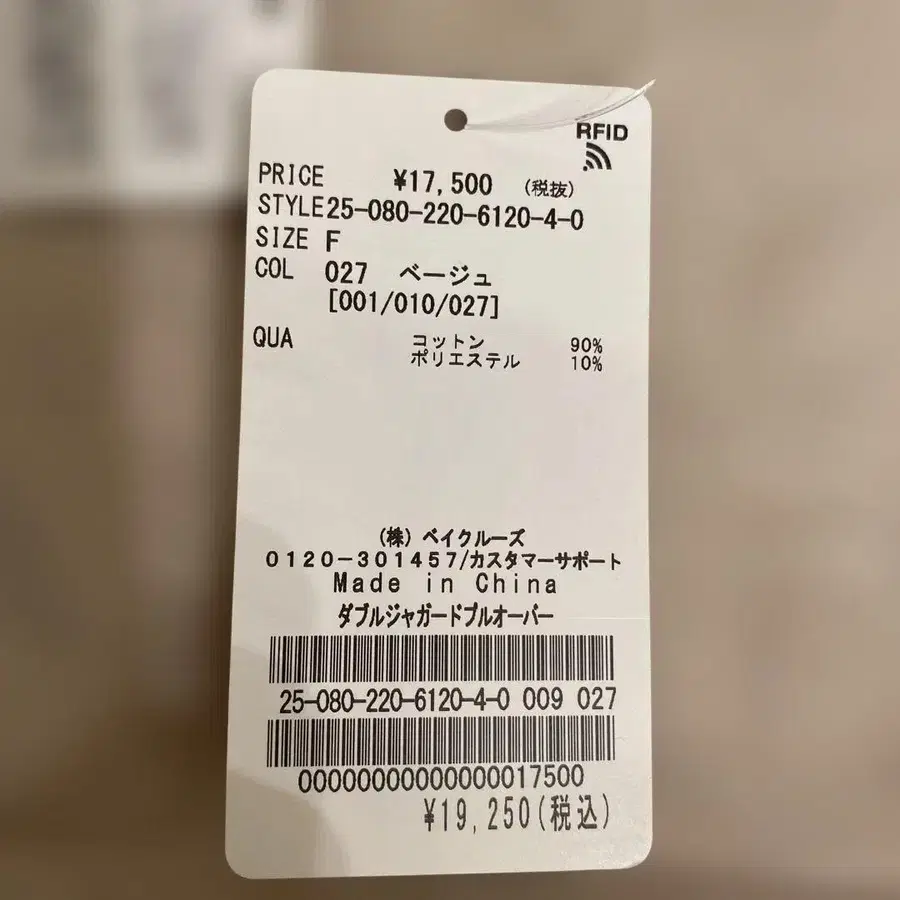 RFID
PRICE ¥17,500 (税抜)
STYLE25-080-220-6120-4-0
SIZE F
COL 027 ベージュ
[001/010/027]
QUA コットン 90%
ポリエステル 10%
(株) ベイクルーズ
0120-301457/カスタマーサポート
Made in China
ダブルジャガードプルオーバー
25-080-220-6120-4-0 009 027
00000000000000017500
¥19,250(税込)